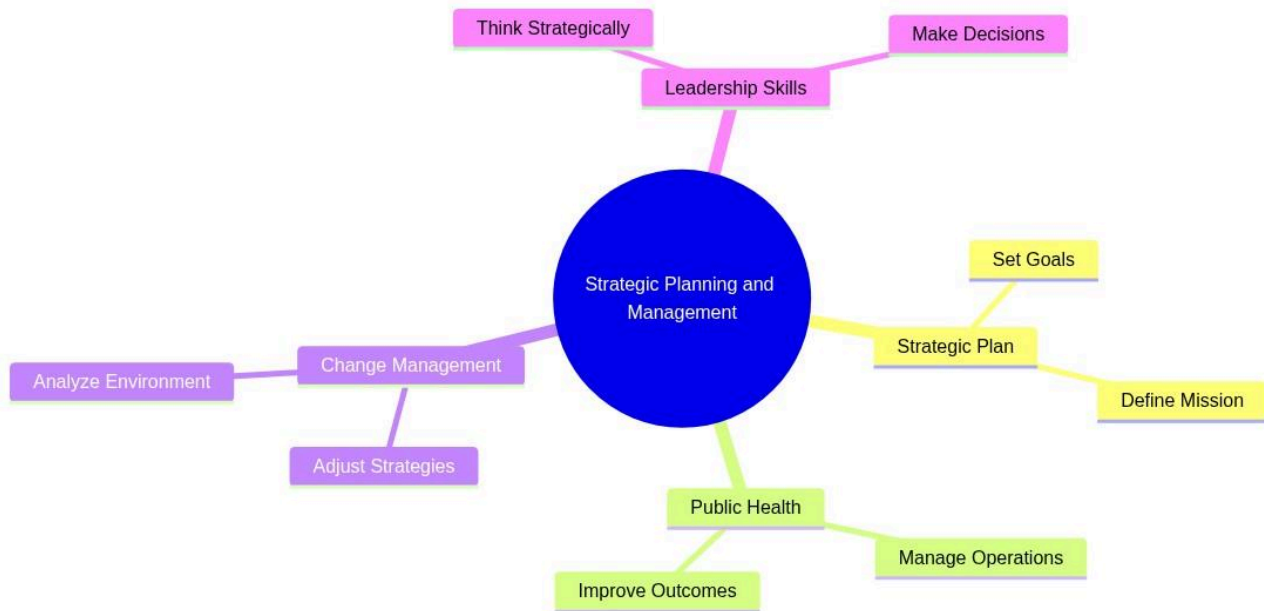 Think Strategically
Make Decisions
Leadership Skills
Set Goals
Strategic Planning and
Management
Strategic Plan
Change Management
Analyze Environment
Define Mission
Adjust Strategies
Public Health
Manage Operations
Improve Outcomes